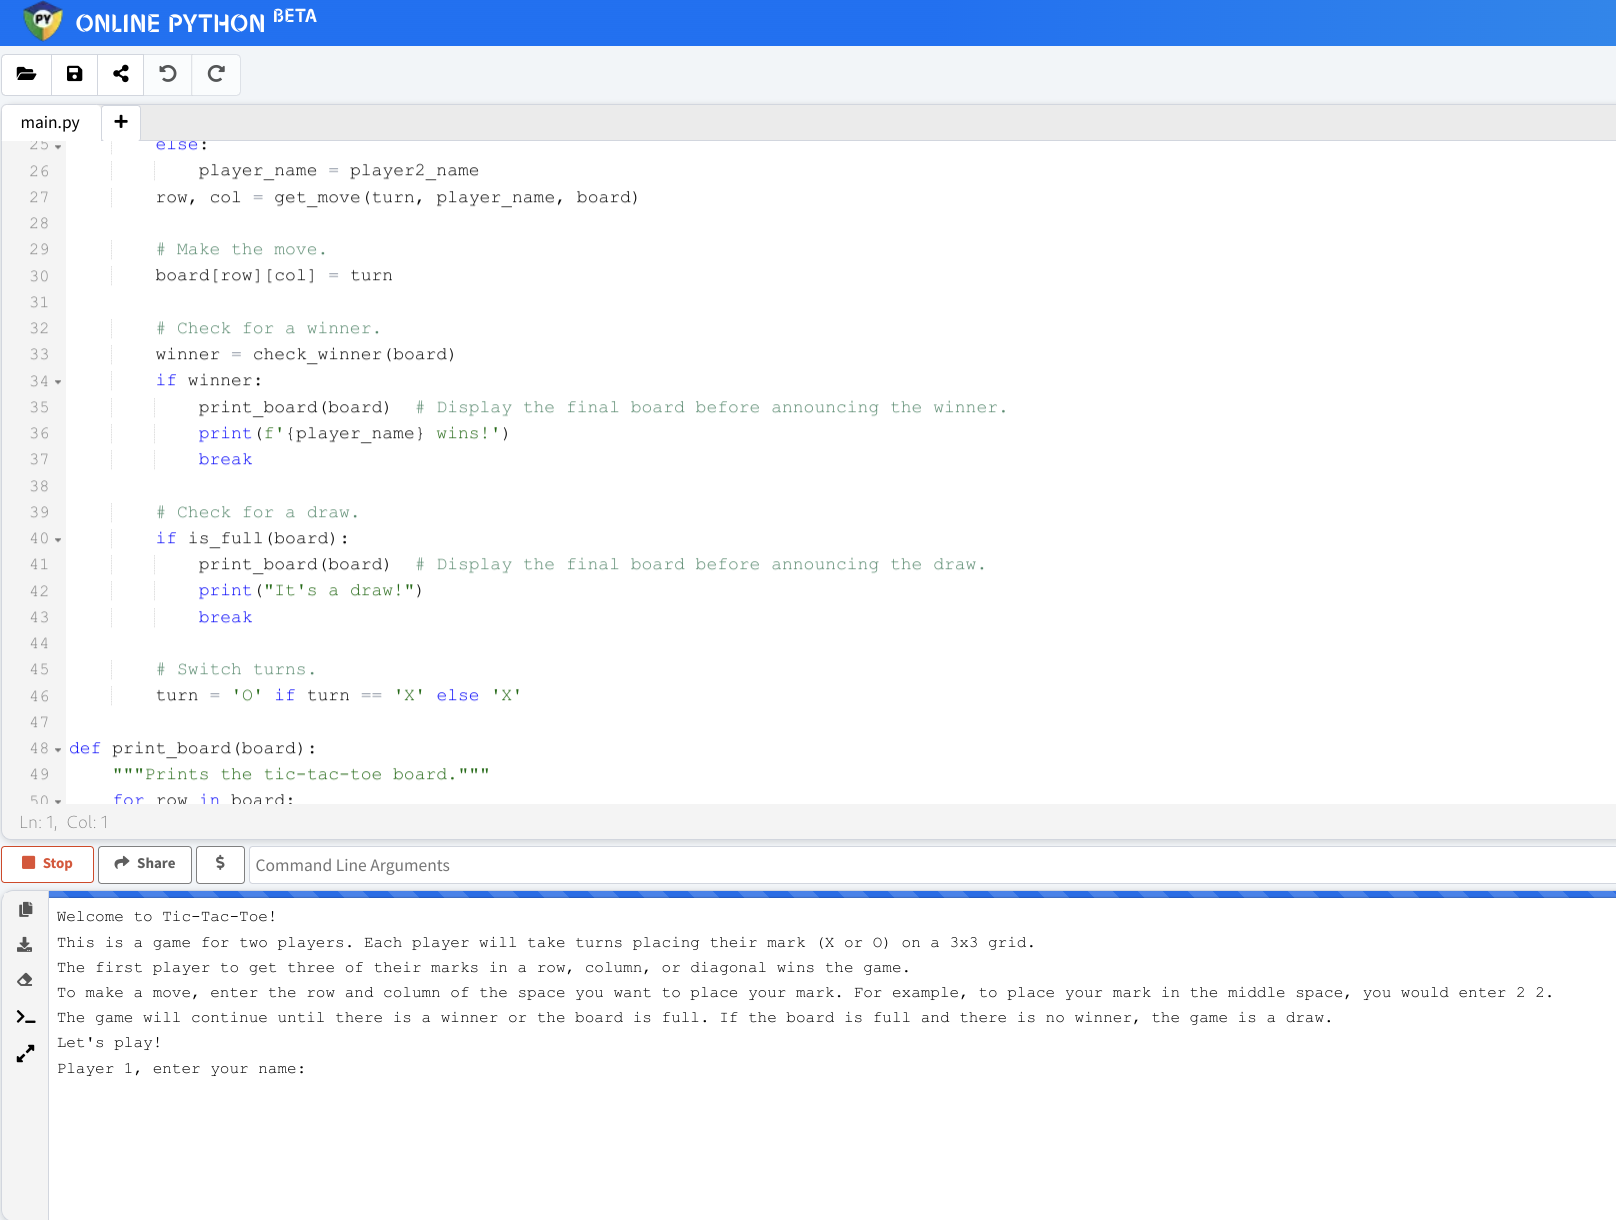 PY ONLINE PYTHON BETA
main.py +
25 else:
26 player_name = player2_name
27 row, col = get_move(turn, player_name, board)
28
29 # Make the move.
30 board[row][col] = turn
31
32 # Check for a winner.
33 winner = check_winner(board)
34 if winner:
35 print_board(board)  # Display the final board before announcing the winner.
36 print(f'{player_name} wins!')
37 break
38
39 # Check for a draw.
40 if is_full(board):
41 print_board(board)  # Display the final board before announcing the draw.
42 print("It's a draw!")
43 break
44
45 # Switch turns.
46 turn = 'O' if turn == 'X' else 'X'
47
48 def print_board(board):
49 """Prints the tic-tac-toe board."""
50 for row in board:
Ln: 1, Col: 1
Stop Share $ Command Line Arguments
Welcome to Tic-Tac-Toe!
This is a game for two players. Each player will take turns placing their mark (X or O) on a 3x3 grid.
The first player to get three of their marks in a row, column, or diagonal wins the game.
To make a move, enter the row and column of the space you want to place your mark. For example, to place your mark in the middle space, you would enter 2 2.
The game will continue until there is a winner or the board is full. If the board is full and there is no winner, the game is a draw.
Let's play!
Player 1, enter your name: